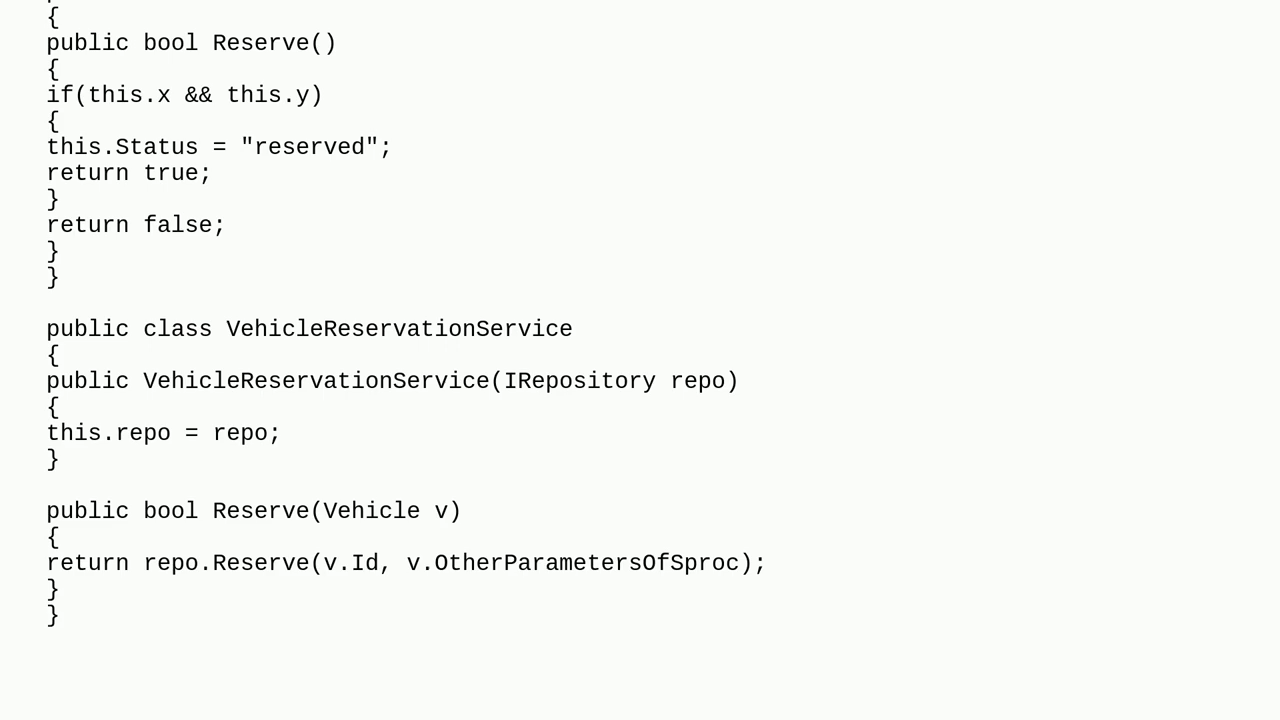 {
public bool Reserve()
{
if(this.x && this.y)
{
this.Status = "reserved";
return true;
}
return false;
}
}

public class VehicleReservationService
{
public VehicleReservationService(IRepository repo)
{
this.repo = repo;
}

public bool Reserve(Vehicle v)
{
return repo.Reserve(v.Id, v.OtherParametersOfSproc);
}
}